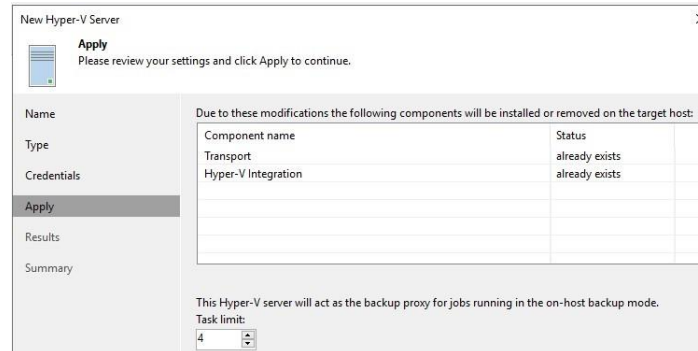 New Hyper-V Server
Apply
Please review your settings and click Apply to continue.
Name
Type
Credentials
Apply
Results
Summary
Due to these modifications the following components will be installed or removed on the target host:
Component name Status
Transport already exists
Hyper-V Integration already exists
This Hyper-V server will act as the backup proxy for jobs running in the on-host backup mode.
Task limit:
4